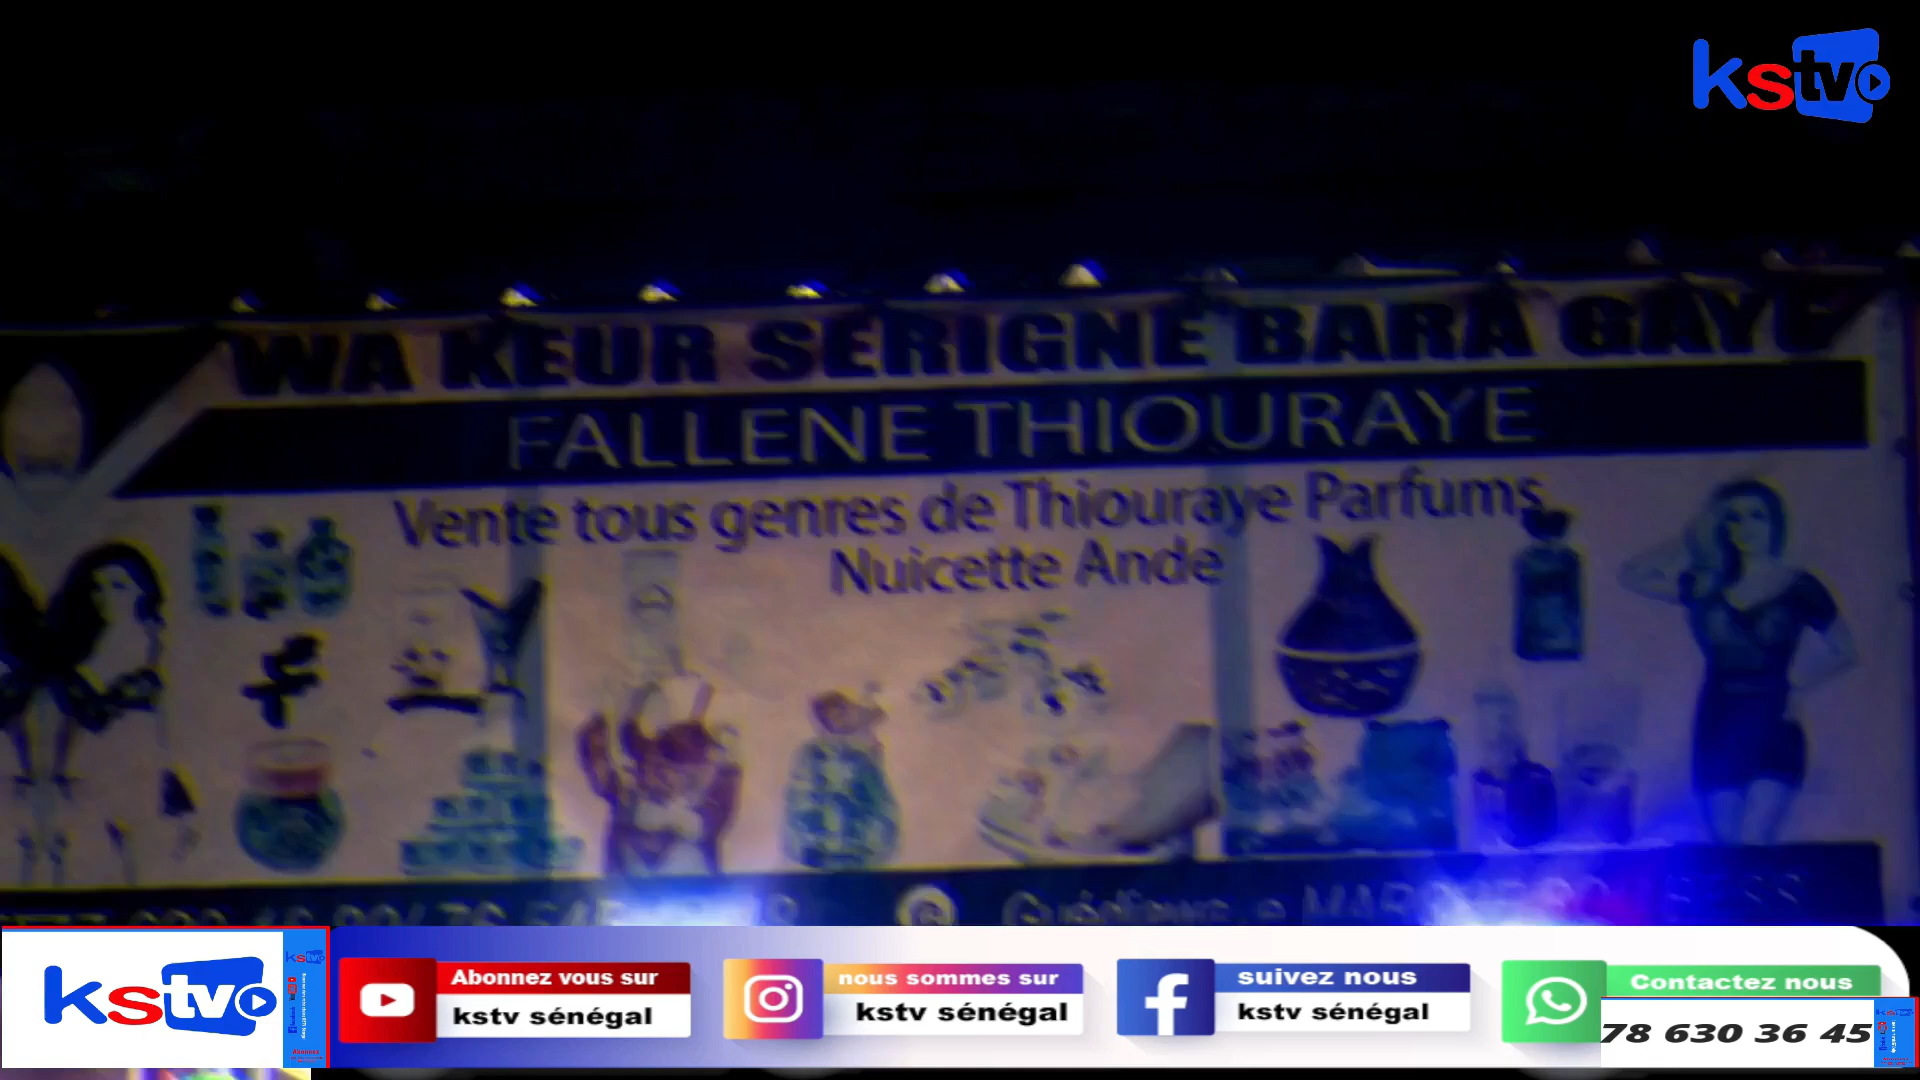 kstv
WA KEUR SERIGNE BARA GAYE
FALLENE THIOURAYE
Vente tous genres de Thiouraye Parfums
Nuicette Ande
kstv
Abonnez vous sur
kstv sénégal
nous sommes sur
kstv sénégal
suivez nous
kstv sénégal
Contactez nous
78 630 36 45